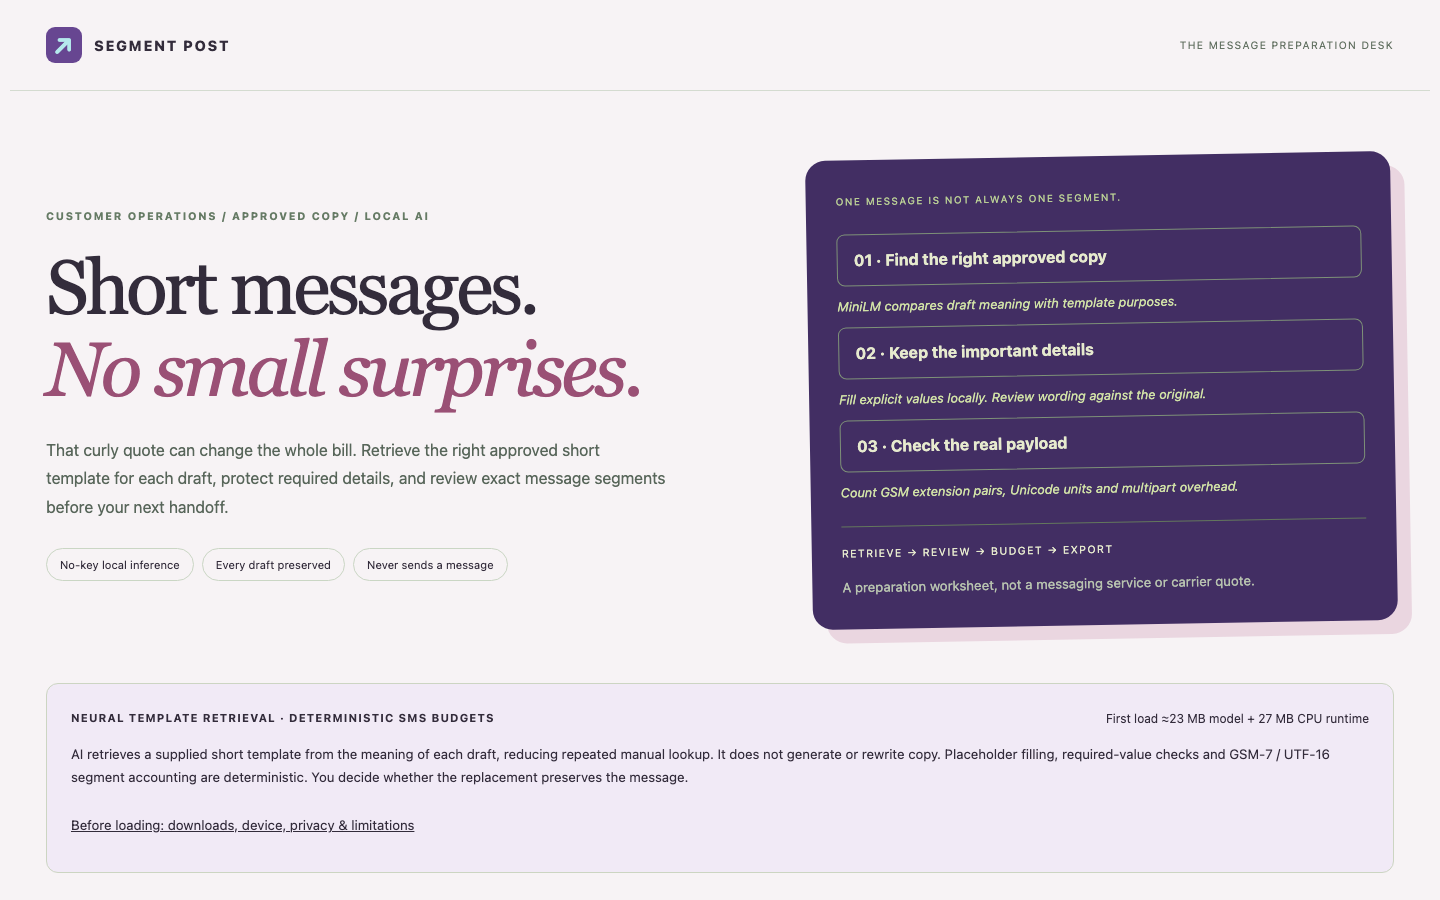 SEGMENT POST
THE MESSAGE PREPARATION DESK
CUSTOMER OPERATIONS / APPROVED COPY / LOCAL AI
Short messages.
No small surprises.
That curly quote can change the whole bill. Retrieve the right approved short
template for each draft, protect required details, and review exact message segments
before your next handoff.
No-key local inference
Every draft preserved
Never sends a message
ONE MESSAGE IS NOT ALWAYS ONE SEGMENT.
01 · Find the right approved copy
MiniLM compares draft meaning with template purposes.
02 · Keep the important details
Fill explicit values locally. Review wording against the original.
03 · Check the real payload
Count GSM extension pairs, Unicode units and multipart overhead.
RETRIEVE → REVIEW → BUDGET → EXPORT
A preparation worksheet, not a messaging service or carrier quote.
NEURAL TEMPLATE RETRIEVAL · DETERMINISTIC SMS BUDGETS
First load ≈23 MB model + 27 MB CPU runtime
AI retrieves a supplied short template from the meaning of each draft, reducing repeated manual lookup. It does not generate or rewrite copy. Placeholder filling, required-value checks and GSM-7 / UTF-16
segment accounting are deterministic. You decide whether the replacement preserves the message.
Before loading: downloads, device, privacy & limitations